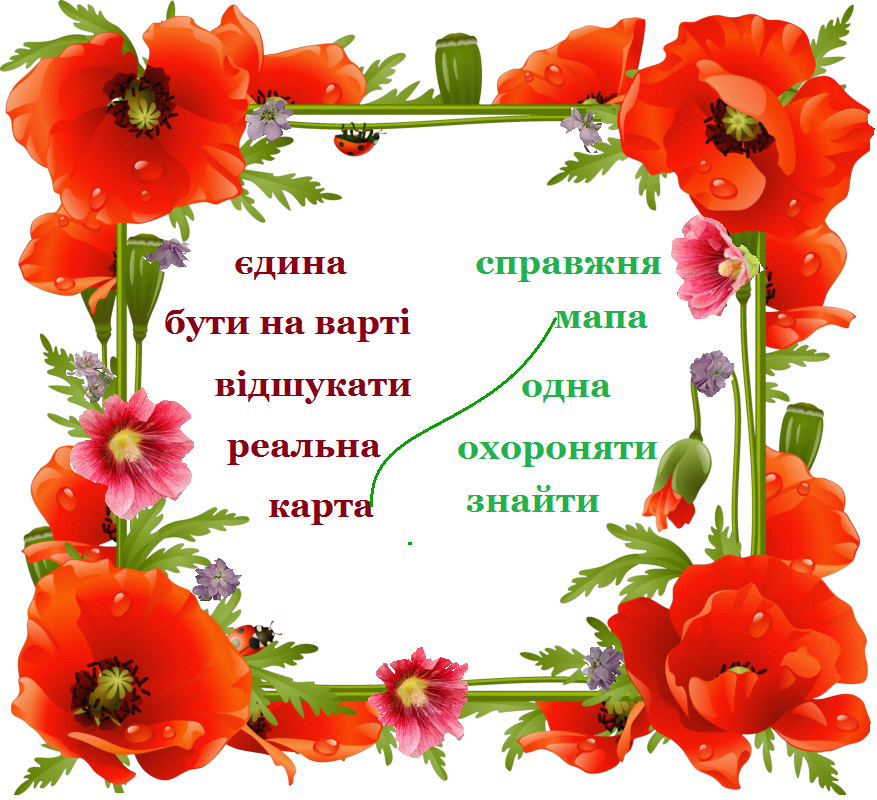 єдина справжня
бути на варті мапа
відшукати одна
реальна охороняти
карта знайти